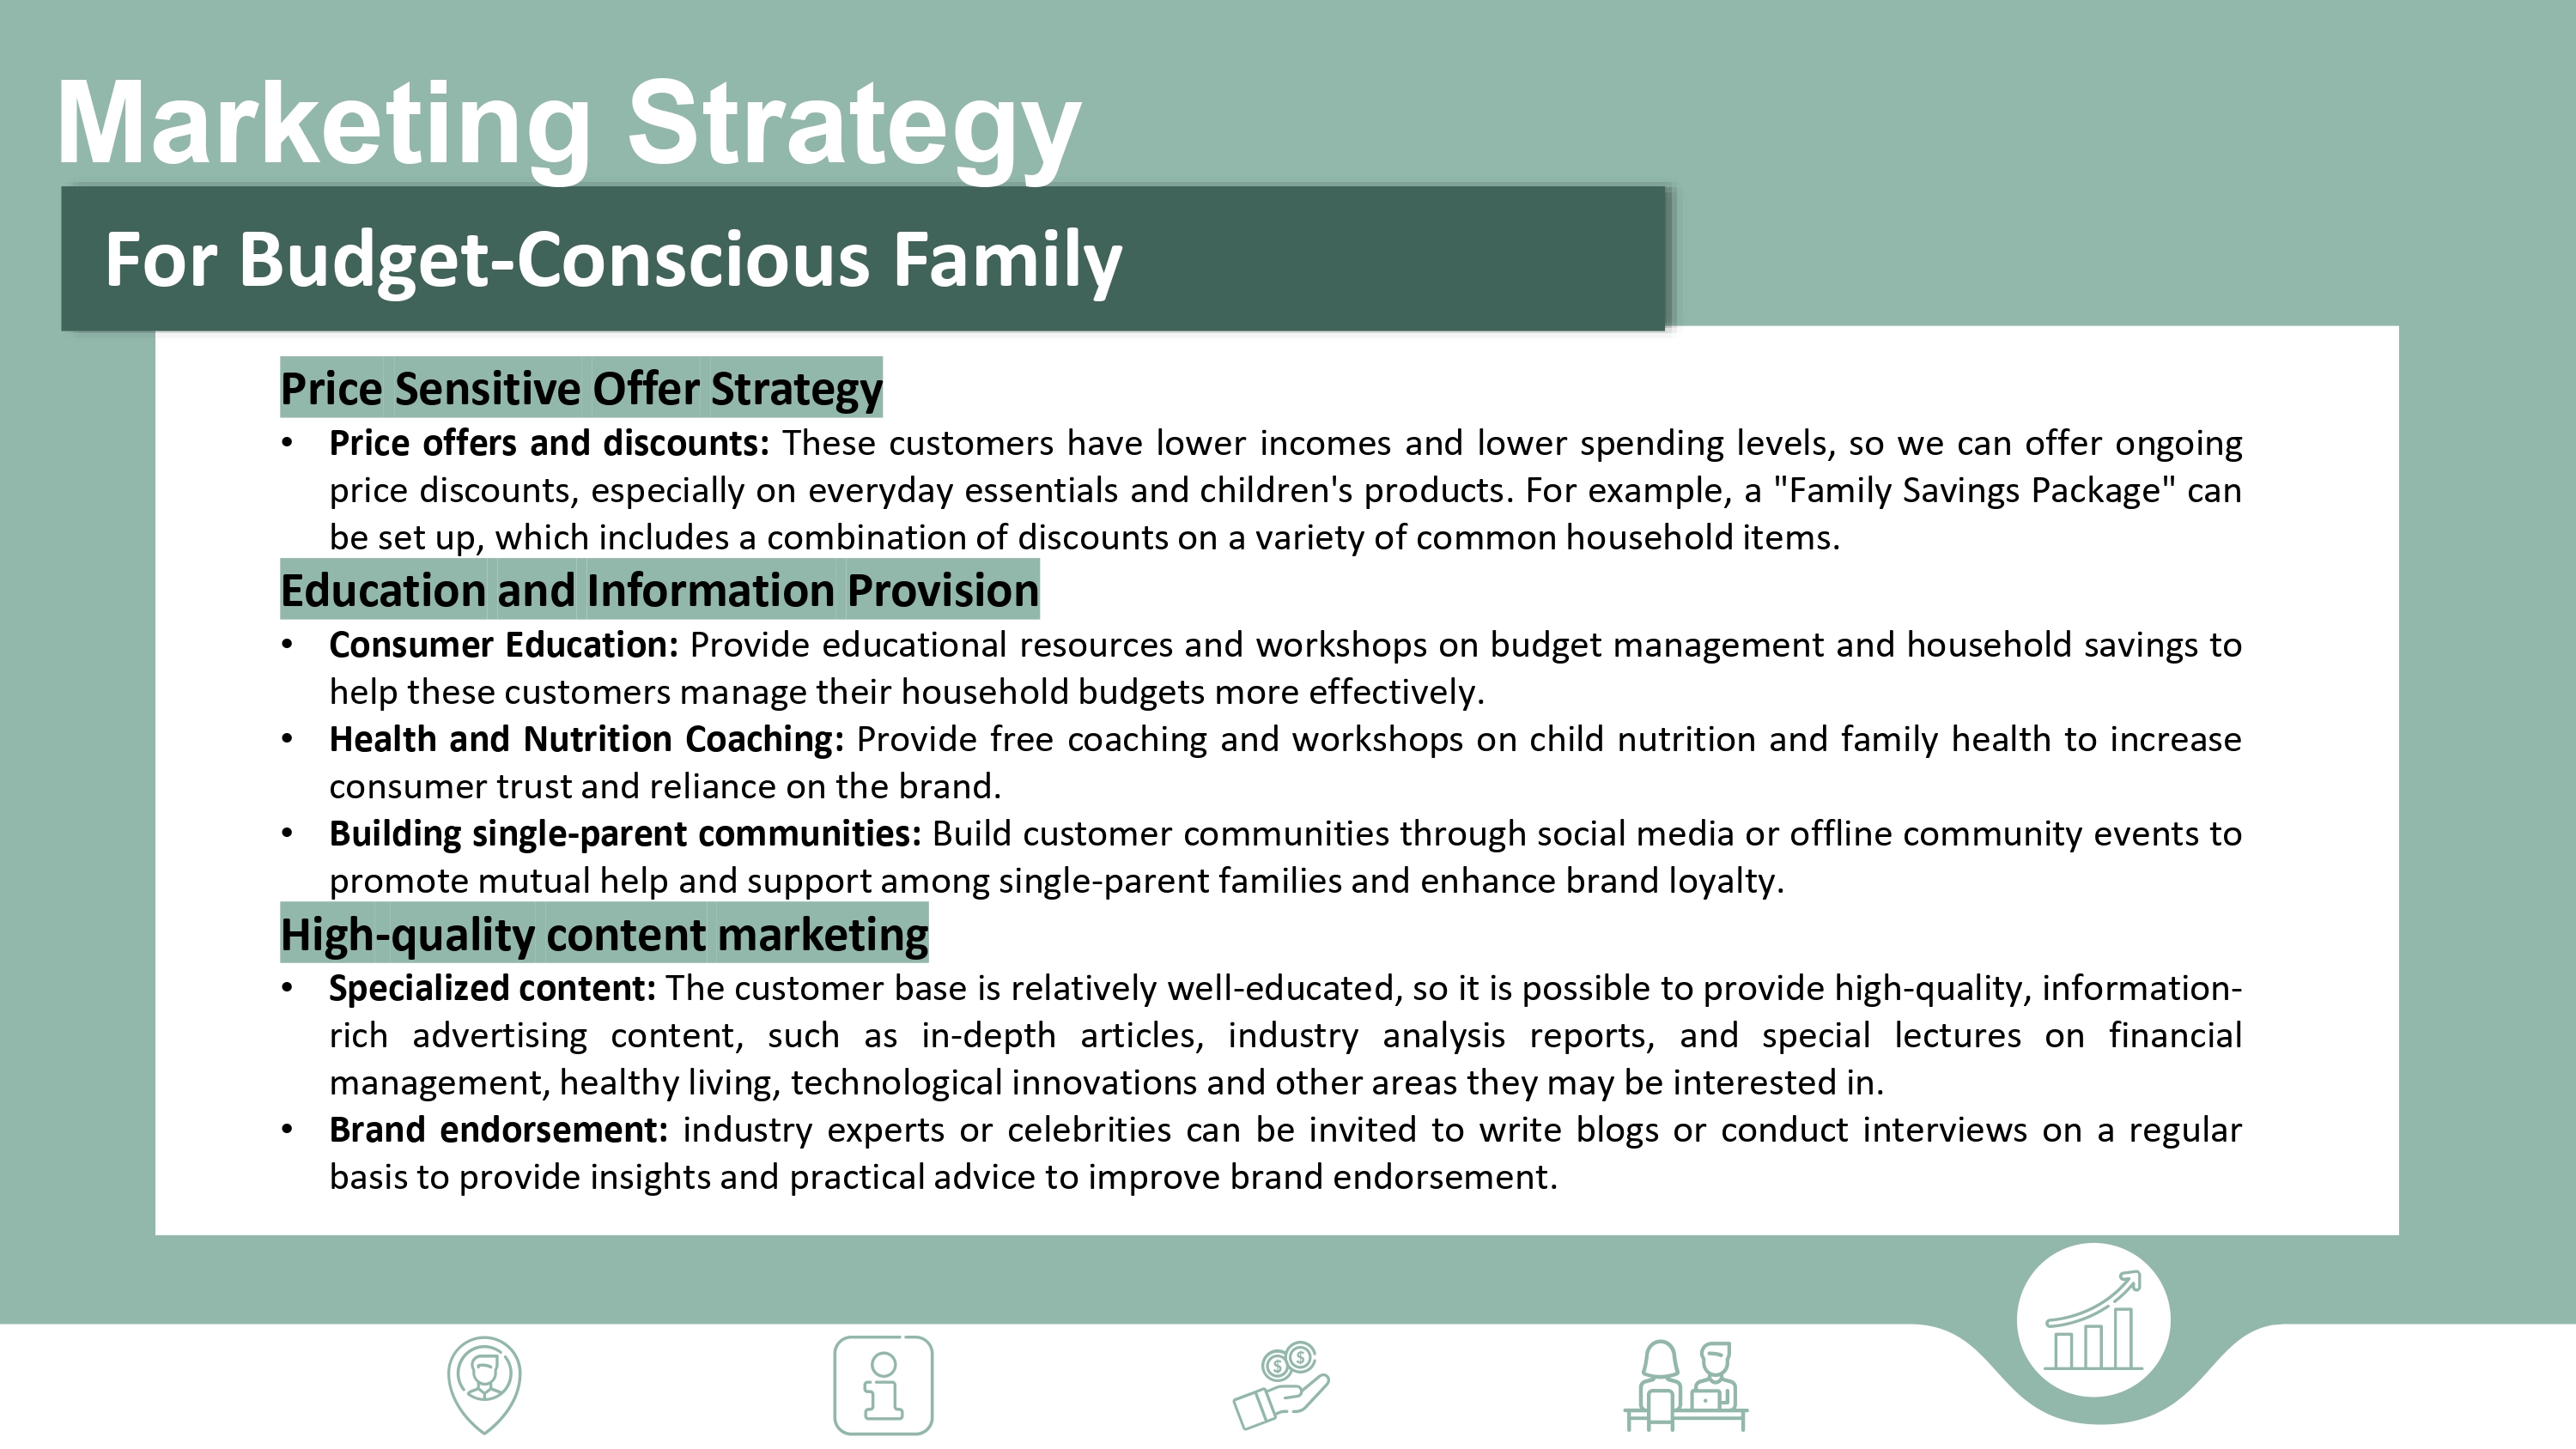 Marketing Strategy
For Budget-Conscious Family
Price Sensitive Offer Strategy
• Price offers and discounts: These customers have lower incomes and lower spending levels, so we can offer ongoing
price discounts, especially on everyday essentials and children's products. For example, a "Family Savings Package" can
be set up, which includes a combination of discounts on a variety of common household items.
Education and Information Provision
• Consumer Education: Provide educational resources and workshops on budget management and household savings to
help these customers manage their household budgets more effectively.
• Health and Nutrition Coaching: Provide free coaching and workshops on child nutrition and family health to increase
consumer trust and reliance on the brand.
• Building single-parent communities: Build customer communities through social media or offline community events to
promote mutual help and support among single-parent families and enhance brand loyalty.
High-quality content marketing
• Specialized content: The customer base is relatively well-educated, so it is possible to provide high-quality, information-
rich advertising content, such as in-depth articles, industry analysis reports, and special lectures on financial
management, healthy living, technological innovations and other areas they may be interested in.
• Brand endorsement: industry experts or celebrities can be invited to write blogs or conduct interviews on a regular
basis to provide insights and practical advice to improve brand endorsement.